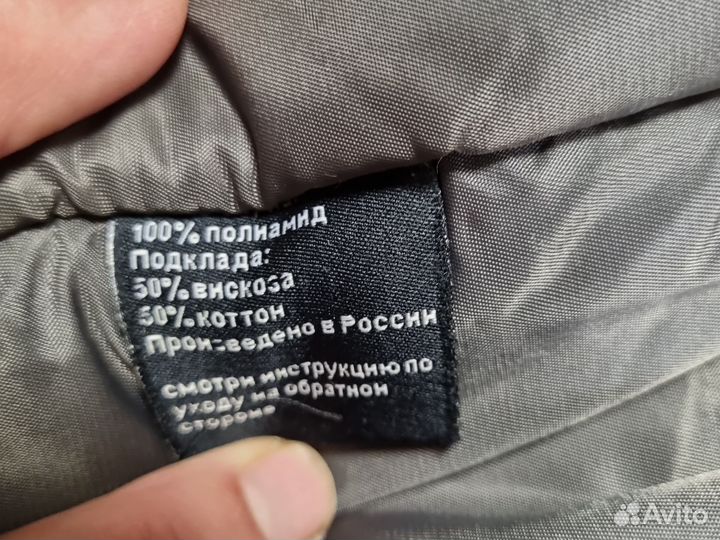 100% полиамид
Подклада:
50% вискоза
50% коттон
Произведено в России
смотри инструкцию по
уходу на обратной
стороне
Avito